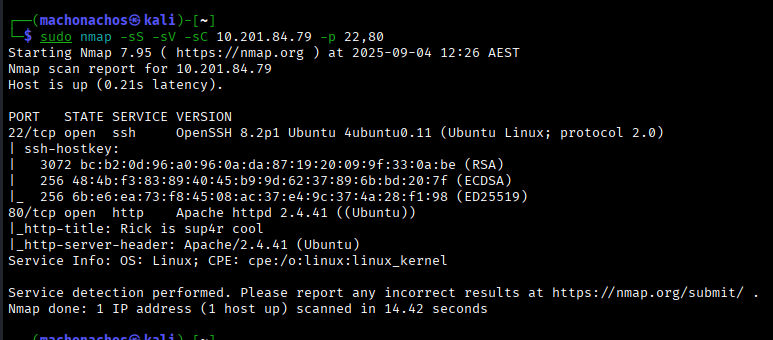 ┌──(machonachos㉿kali)-[~]
└─$ sudo nmap -sS -sV -sC 10.201.84.79 -p 22,80
Starting Nmap 7.95 ( https://nmap.org ) at 2025-09-04 12:26 AEST
Nmap scan report for 10.201.84.79
Host is up (0.21s latency).

PORT   STATE SERVICE VERSION
22/tcp open  ssh     OpenSSH 8.2p1 Ubuntu 4ubuntu0.11 (Ubuntu Linux; protocol 2.0)
| ssh-hostkey:
|   3072 bc:b2:0d:96:a0:96:0a:da:87:19:20:09:9f:33:0a:be (RSA)
|   256 48:4b:f3:83:89:40:45:b9:9d:62:37:89:6b:bd:20:7f (ECDSA)
|_  256 6b:e6:ea:73:f8:45:08:ac:37:e4:9c:37:4a:28:f1:98 (ED25519)
80/tcp open  http    Apache httpd 2.4.41 ((Ubuntu))
|_http-title: Rick is sup4r cool
|_http-server-header: Apache/2.4.41 (Ubuntu)
Service Info: OS: Linux; CPE: cpe:/o:linux:linux_kernel

Service detection performed. Please report any incorrect results at https://nmap.org/submit/ .
Nmap done: 1 IP address (1 host up) scanned in 14.42 seconds

┌──(machonachos㉿kali)-[~]